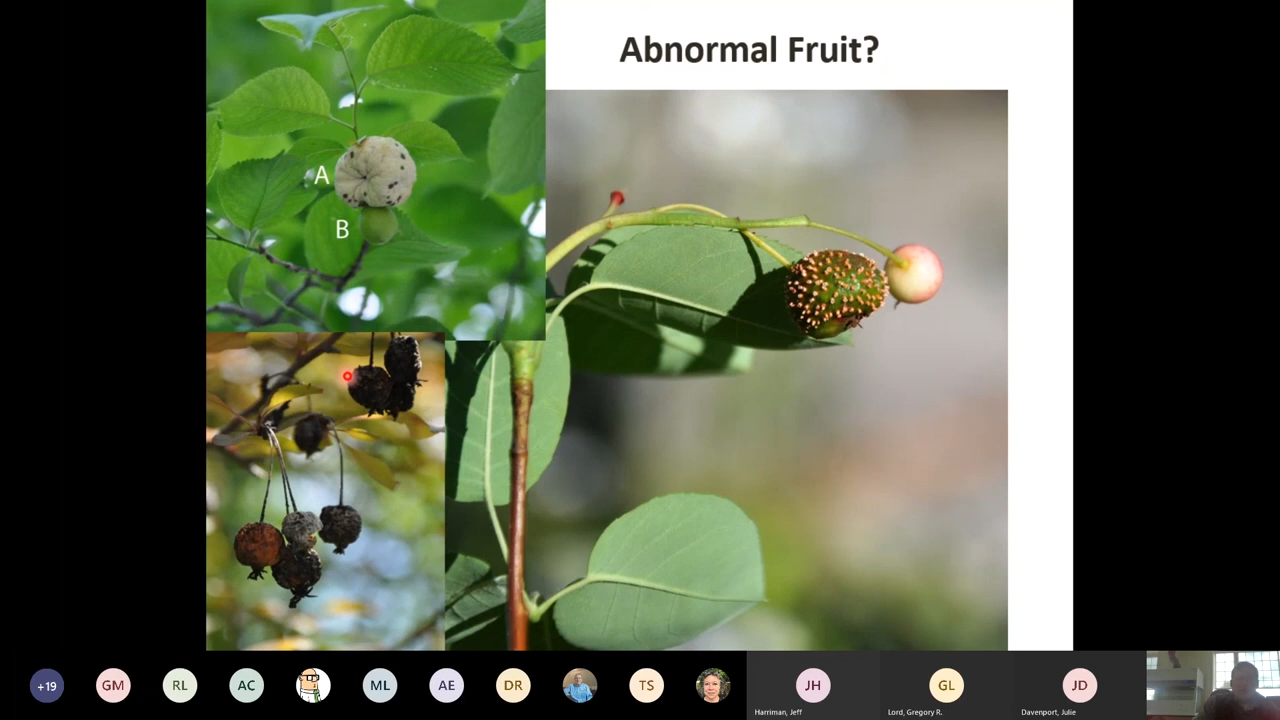 Abnormal Fruit?
A
B
+19
GM
RL
AC
ML
AE
DR
TS
JH
GL
JD
Harriman, Jeff
Lord, Gregory R.
Davenport, Julie